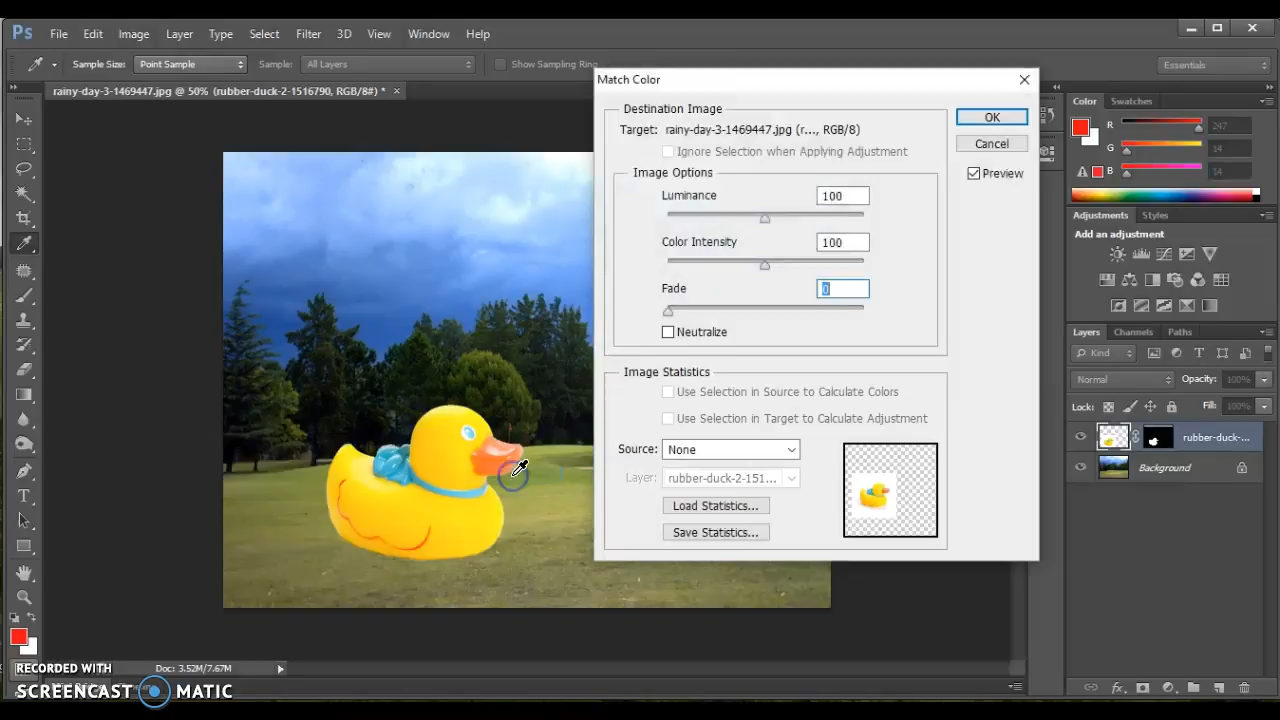 Ps File Edit Image Layer Type Select Filter 3D View Window Help
Sample Size: Point Sample Sample: All Layers Show Sampling Ring Essentials
rainy-day-3-1469447.jpg @ 50% (rubber-duck-2-1516790, RGB/8#) * ×
Match Color
Destination Image
Target: rainy-day-3-1469447.jpg (r..., RGB/8)
Ignore Selection when Applying Adjustment
Image Options
Luminance 100
Color Intensity 100
Fade 0
Neutralize
Image Statistics
Use Selection in Source to Calculate Colors
Use Selection in Target to Calculate Adjustment
Source: None
Layer: rubber-duck-2-151...
Load Statistics...
Save Statistics...
OK
Cancel
Preview
Color Swatches
R 247
G 14
B 14
Adjustments Styles
Add an adjustment
Layers Channels Paths
Kind
Normal Opacity: 100%
Lock: Fill: 100%
rubber-duck-...
Background
Doc: 3.52M/7.67M
RECORDED WITH
SCREENCAST MATIC